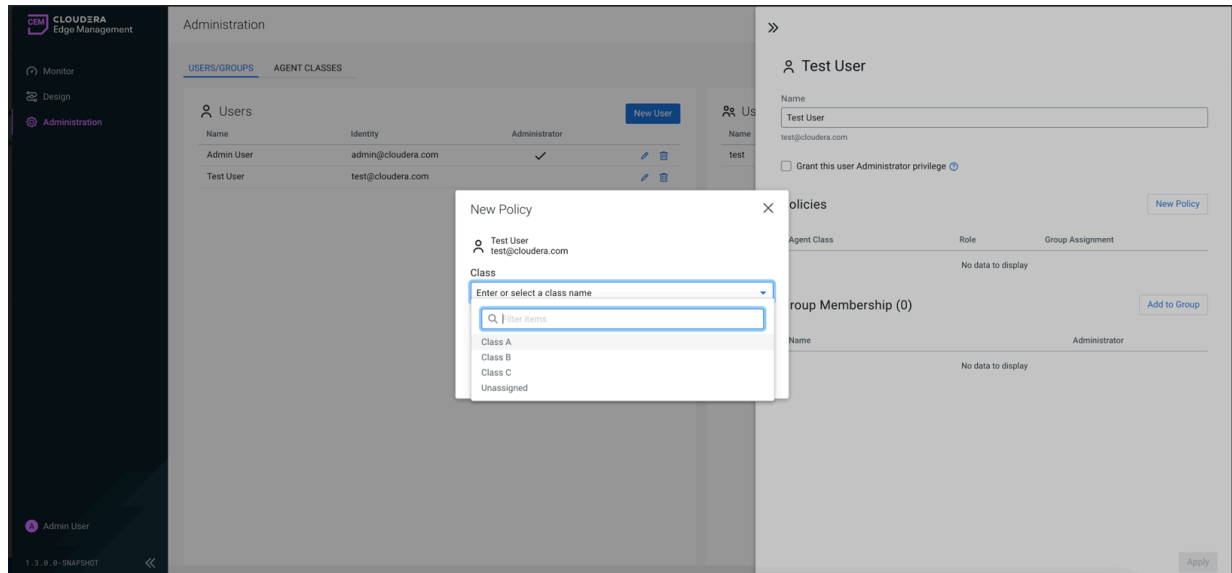 CEM CLOUDERA
Edge Management
Monitor
Design
Administration
Admin User
1.3.0.0-SNAPSHOT
Administration
USERS/GROUPS AGENT CLASSES
Users New User
Name Identity Administrator
Admin User admin@cloudera.com
Test User test@cloudera.com
Us
Name
test
New Policy
Test User
test@cloudera.com
Class
Enter or select a class name
Filter items
Class A
Class B
Class C
Unassigned
Test User
Name
Test User
test@cloudera.com
Grant this user Administrator privilege
olicies New Policy
Agent Class Role Group Assignment
No data to display
roup Membership (0) Add to Group
Name Administrator
No data to display
Apply